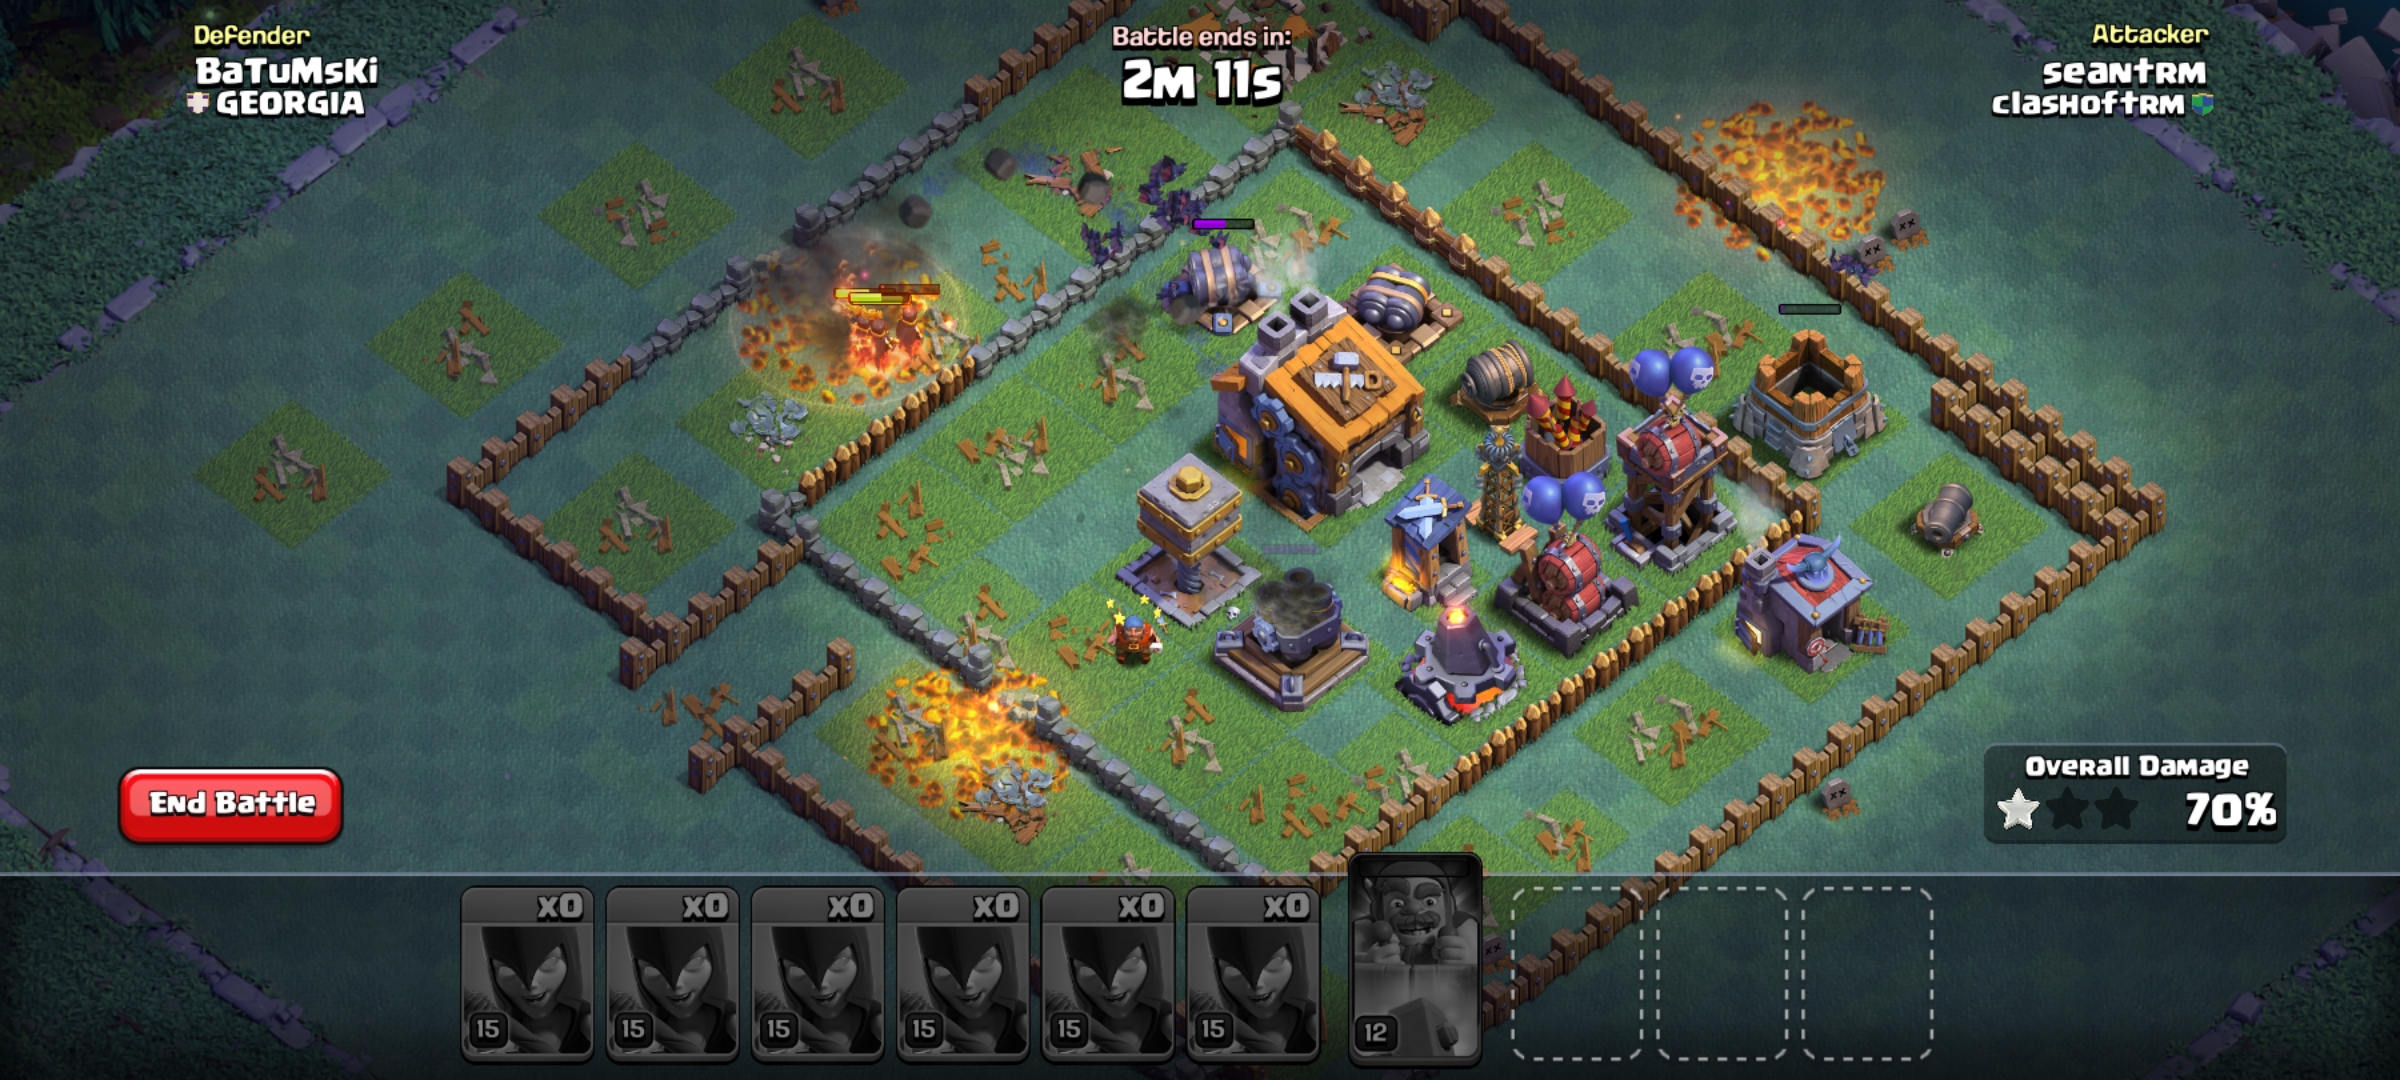 Defender
BaTuMsKi
GEORGIA
Battle ends in:
2M 11s
Attacker
seantRM
clashoftRM
End Battle
Overall Damage
70%
x0
x0
x0
x0
x0
x0
15
15
15
15
15
15
12